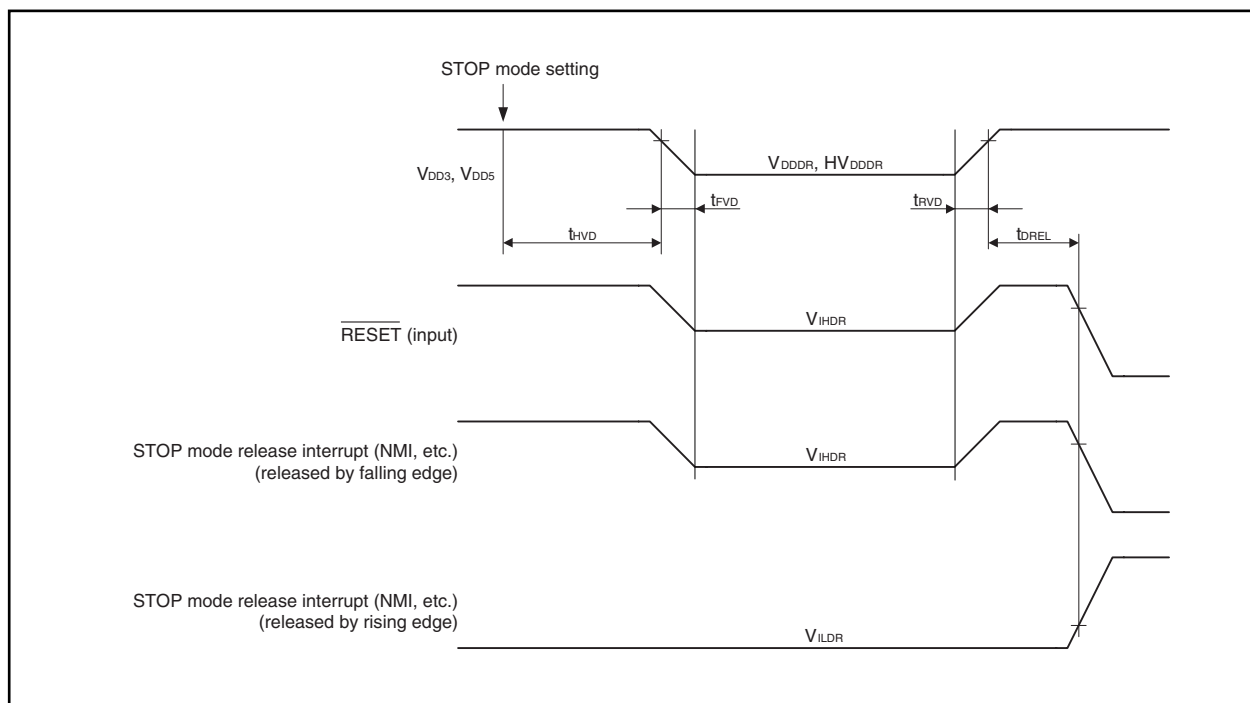 STOP mode setting
VDD3, VDD5
VDDDR, HVDDDR
tFVD
tRVD
tHVD
tDREL
RESET (input)
VIHDR
STOP mode release interrupt (NMI, etc.)
(released by falling edge)
VIHDR
STOP mode release interrupt (NMI, etc.)
(released by rising edge)
VILDR